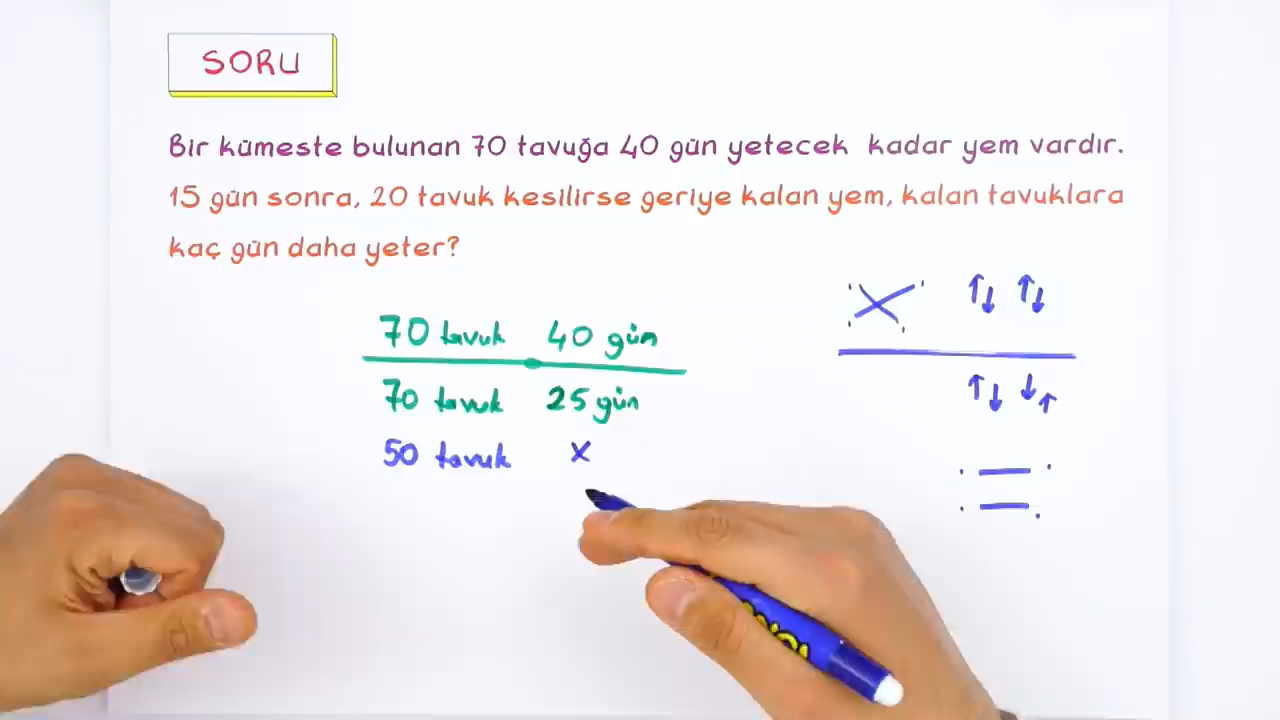 SORU
Bir kümeste bulunan 70 tavuğa 40 gün yetecek kadar yem vardır.
15 gün sonra, 20 tavuk kesilirse geriye kalan yem, kalan tavuklara
kaç gün daha yeter?
70 tavuk 40 gün
70 tavuk 25 gün
50 tavuk x